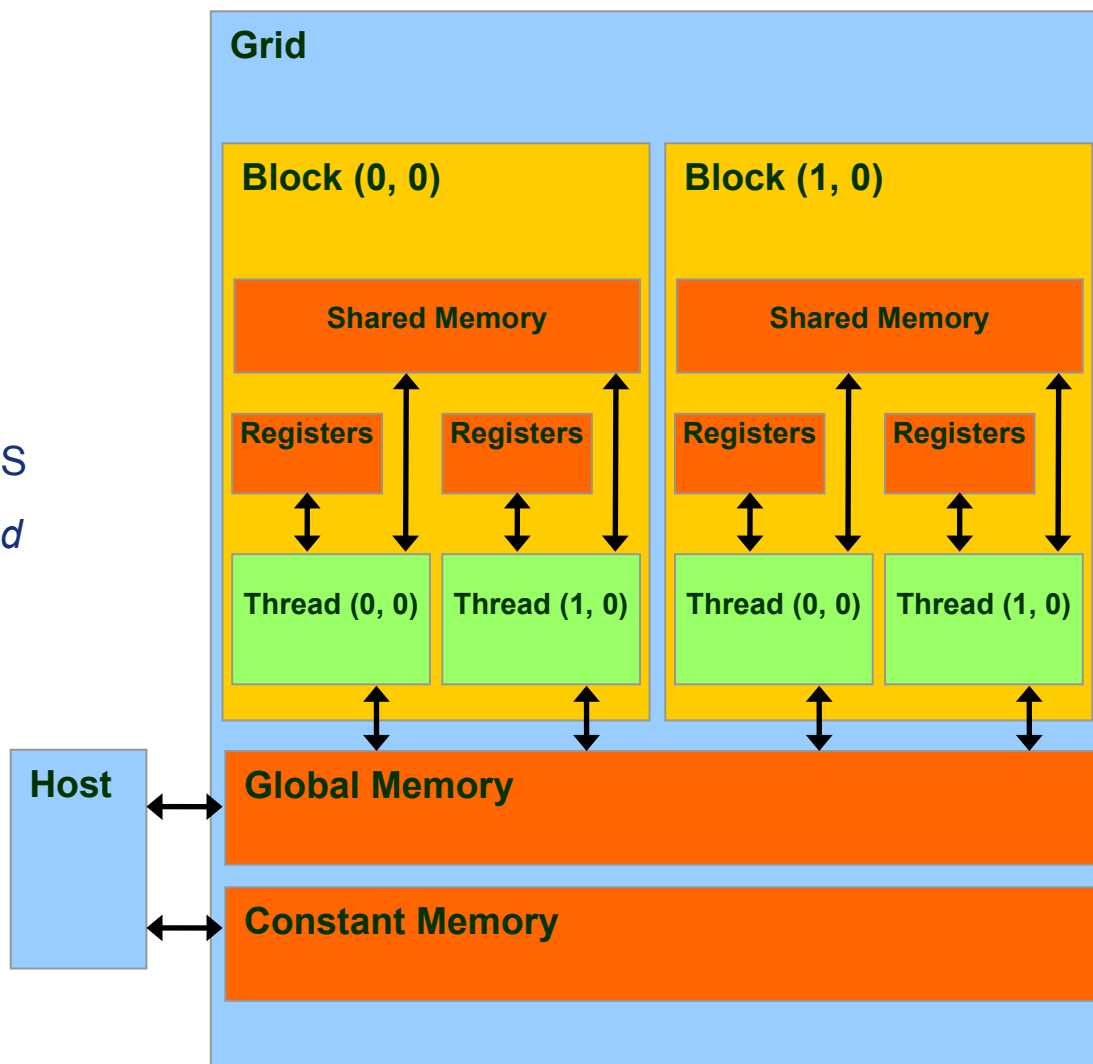 Grid
Block (0, 0)
Block (1, 0)
Shared Memory
Shared Memory
Registers
Registers
Registers
Registers
S
d
Thread (0, 0)
Thread (1, 0)
Thread (0, 0)
Thread (1, 0)
Host
Global Memory
Constant Memory